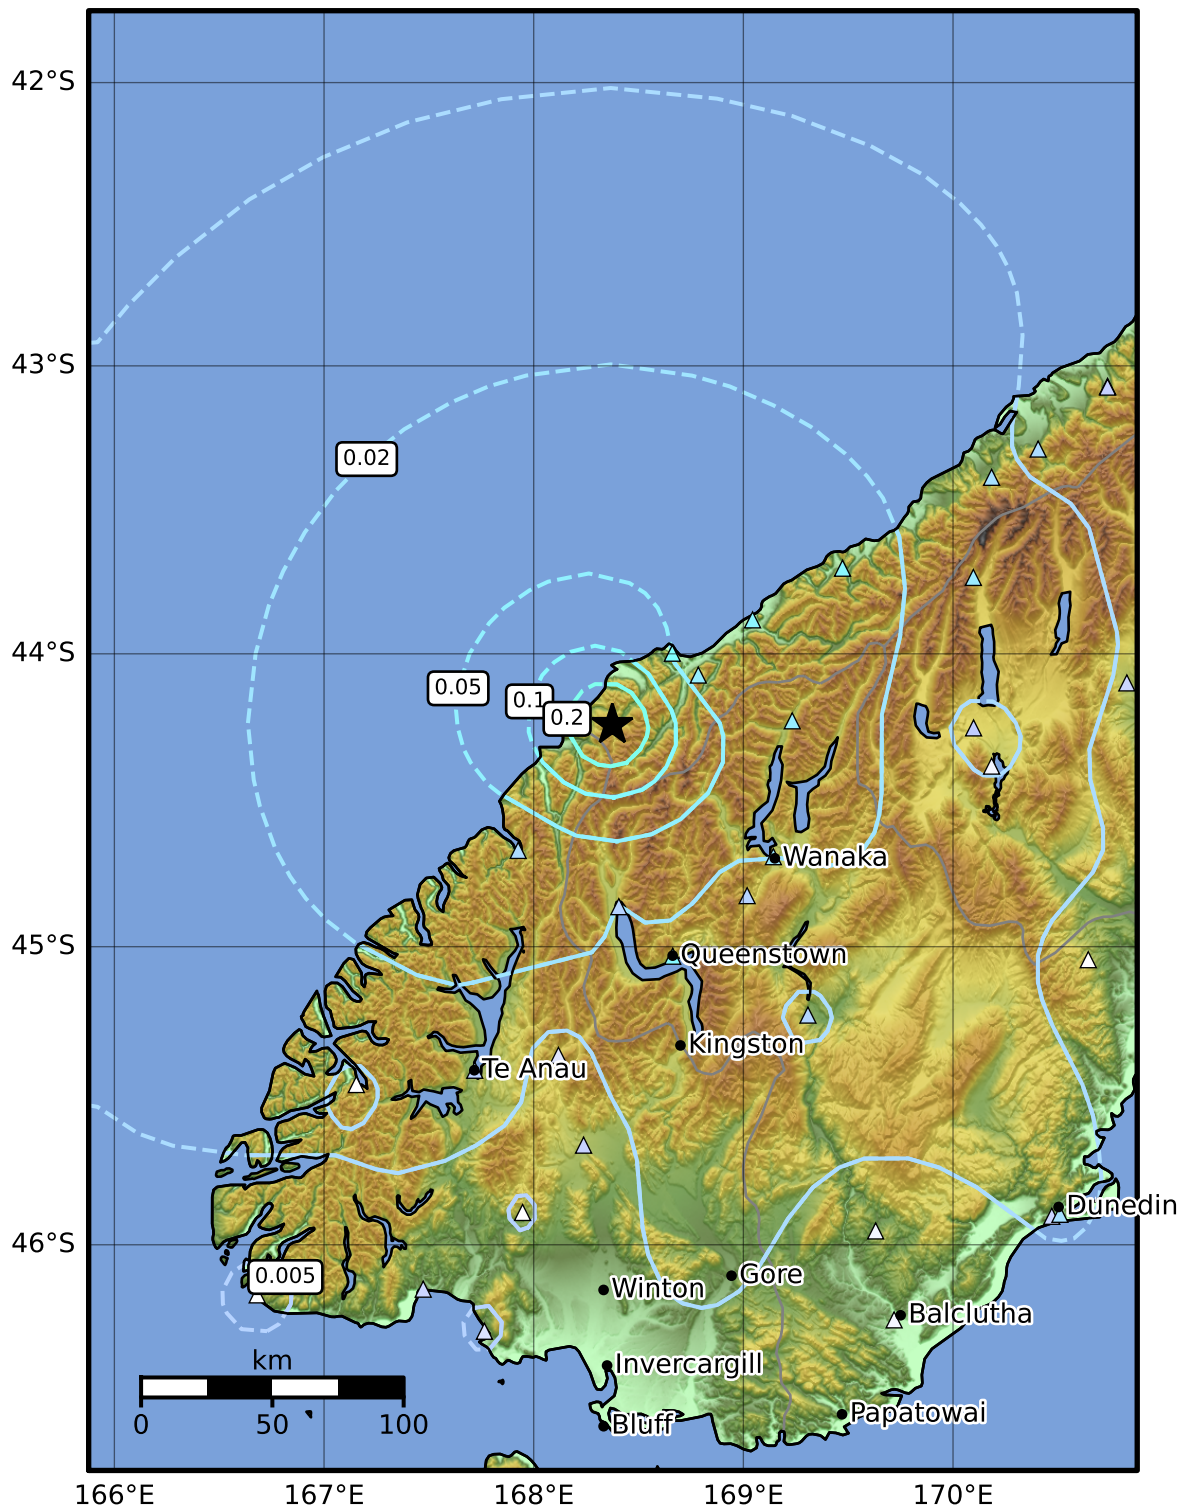 42°S
43°S
0.02
44°S
0.05
0.1
0.2
Wanaka
45°S
Queenstown
Kingston
Te Anau
Dunedin
46°S
0.005
Gore
Winton
Balclutha
km
Invercargill
Papatowai
0 50 100
Bluff
166°E 167°E 168°E 169°E 170°E